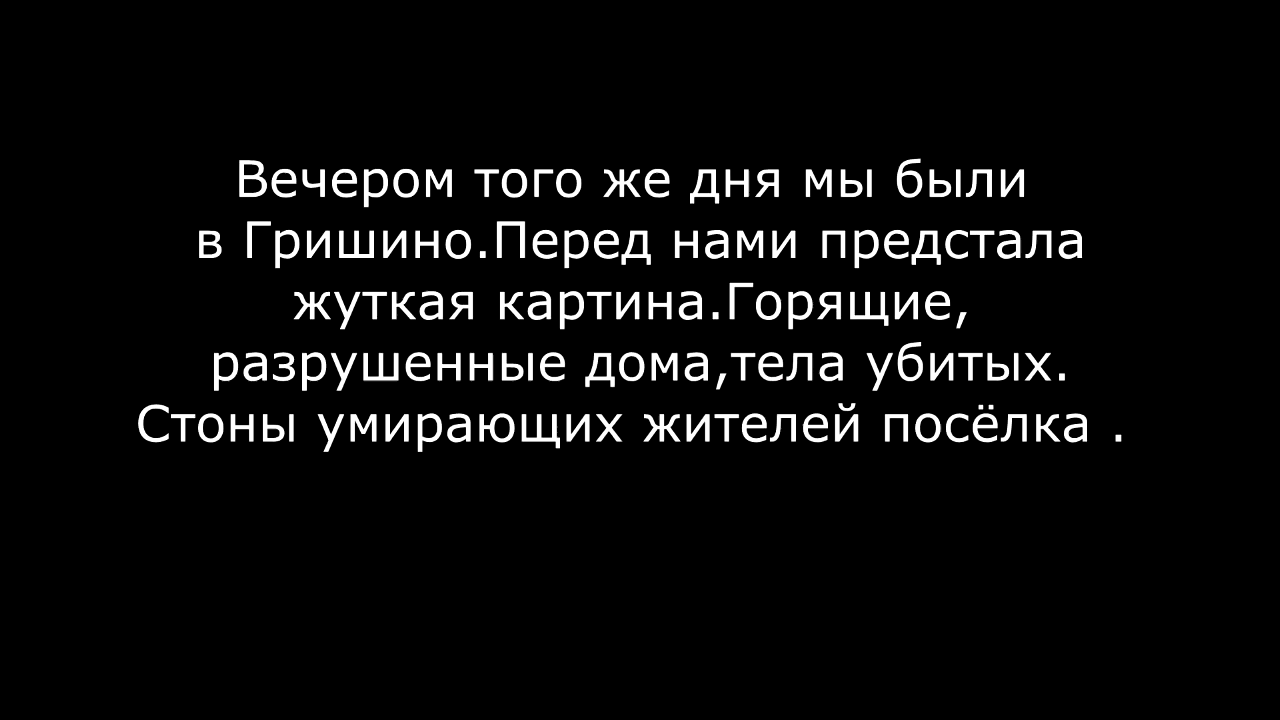 Вечером того же дня мы были
в Гришино.Перед нами предстала
жуткая картина.Горящие,
разрушенные дома,тела убитых.
Стоны умирающих жителей посёлка .